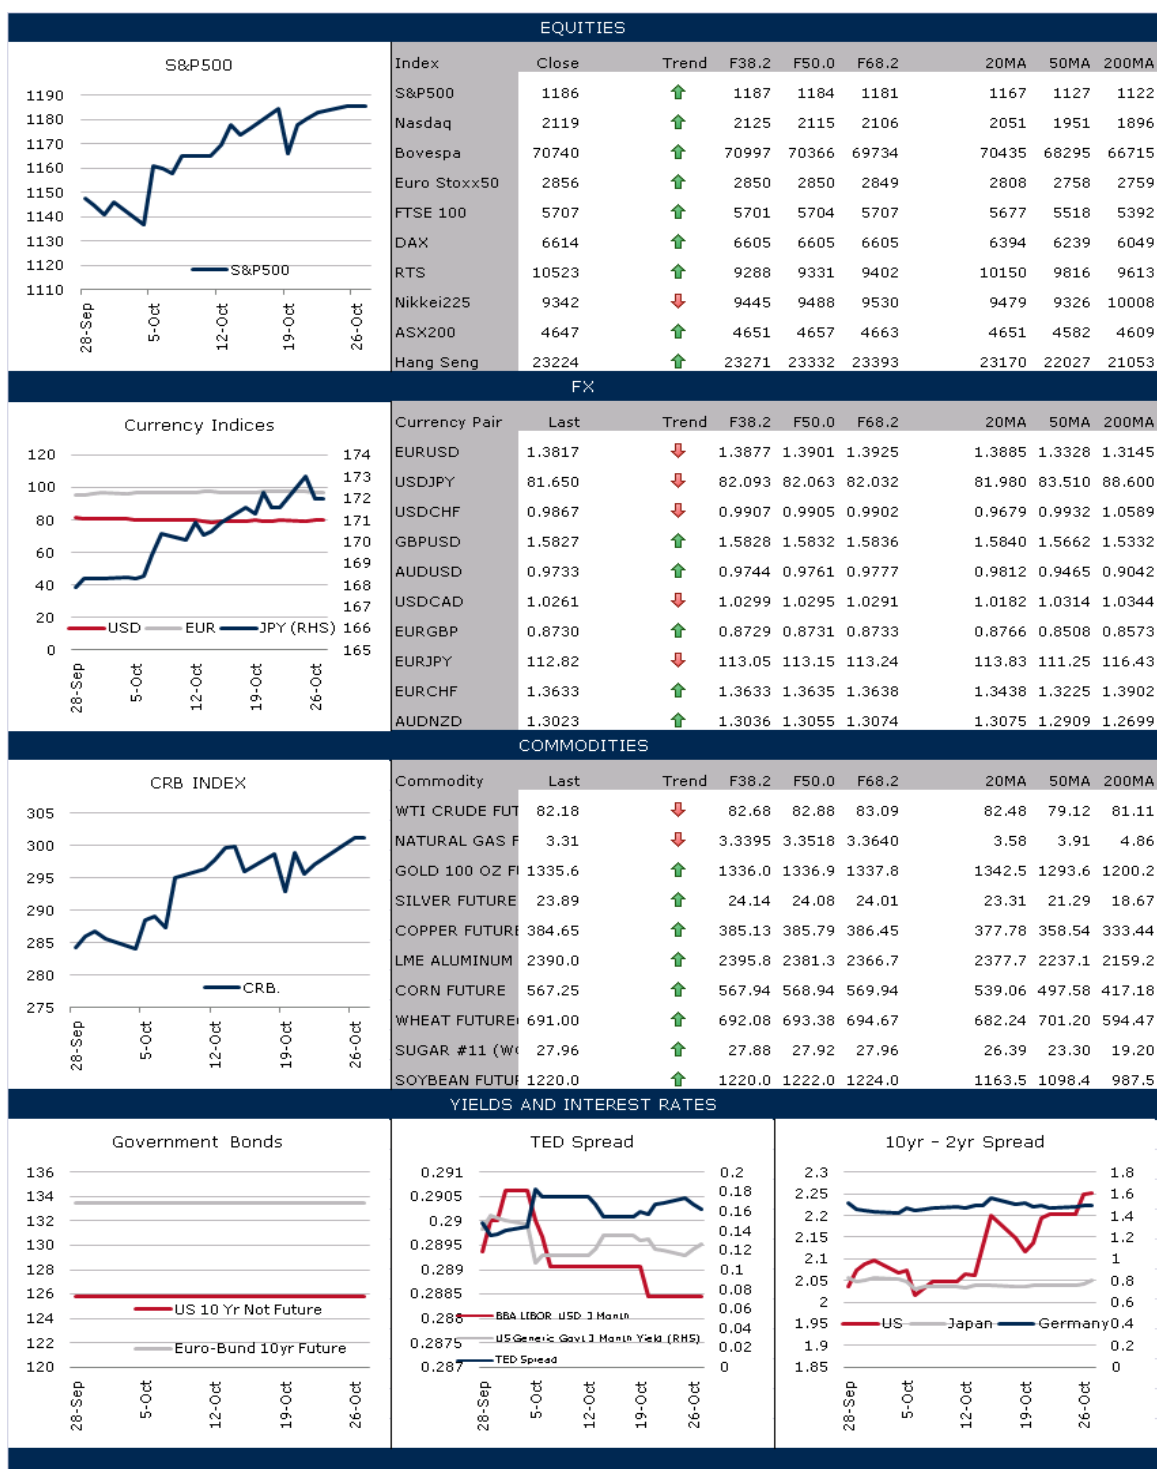 EQUITIES
S&P500
1190
1180
1170
1160
1150
1140
1130
1120
1110
S&P500
28-Sep
5-Oct
12-Oct
19-Oct
26-Oct
Index Close Trend F38.2 F50.0 F68.2 20MA 50MA 200MA
S&P500 1186 1187 1184 1181 1167 1127 1122
Nasdaq 2119 2125 2115 2106 2051 1951 1896
Bovespa 70740 70997 70366 69734 70435 68295 66715
Euro Stoxx50 2856 2850 2850 2849 2808 2758 2759
FTSE 100 5707 5701 5704 5707 5677 5518 5392
DAX 6614 6605 6605 6605 6394 6239 6049
RTS 10523 9288 9331 9402 10150 9816 9613
Nikkei225 9342 9445 9488 9530 9479 9326 10008
ASX200 4647 4651 4657 4663 4651 4582 4609
Hang Seng 23224 23271 23332 23393 23170 22027 21053
FX
Currency Indices
120
100
80
60
40
20
0
174
173
172
171
170
169
168
167
166
165
USD EUR JPY (RHS)
28-Sep
5-Oct
12-Oct
19-Oct
26-Oct
Currency Pair Last Trend F38.2 F50.0 F68.2 20MA 50MA 200MA
EURUSD 1.3817 1.3877 1.3901 1.3925 1.3885 1.3328 1.3145
USDJPY 81.650 82.093 82.063 82.032 81.980 83.510 88.600
USDCHF 0.9867 0.9907 0.9905 0.9902 0.9679 0.9932 1.0589
GBPUSD 1.5827 1.5828 1.5832 1.5836 1.5840 1.5662 1.5332
AUDUSD 0.9733 0.9744 0.9761 0.9777 0.9812 0.9465 0.9042
USDCAD 1.0261 1.0299 1.0295 1.0291 1.0182 1.0314 1.0344
EURGBP 0.8730 0.8729 0.8731 0.8733 0.8766 0.8508 0.8573
EURJPY 112.82 113.05 113.15 113.24 113.83 111.25 116.43
EURCHF 1.3633 1.3633 1.3635 1.3638 1.3438 1.3225 1.3902
AUDNZD 1.3023 1.3036 1.3055 1.3074 1.3075 1.2909 1.2699
COMMODITIES
CRB INDEX
305
300
295
290
285
280
275
CRB.
28-Sep
5-Oct
12-Oct
19-Oct
26-Oct
Commodity Last Trend F38.2 F50.0 F68.2 20MA 50MA 200MA
WTI CRUDE FUT 82.18 82.68 82.88 83.09 82.48 79.12 81.11
NATURAL GAS F 3.31 3.3395 3.3518 3.3640 3.58 3.91 4.86
GOLD 100 OZ FU 1335.6 1336.0 1336.9 1337.8 1342.5 1293.6 1200.2
SILVER FUTURE 23.89 24.14 24.08 24.01 23.31 21.29 18.67
COPPER FUTURE 384.65 385.13 385.79 386.45 377.78 358.54 333.44
LME ALUMINUM 2390.0 2395.8 2381.3 2366.7 2377.7 2237.1 2159.2
CORN FUTURE 567.25 567.94 568.94 569.94 539.06 497.58 417.18
WHEAT FUTURE( 691.00 692.08 693.38 694.67 682.24 701.20 594.47
SUGAR #11 (WO 27.96 27.88 27.92 27.96 26.39 23.30 19.20
SOYBEAN FUTUR 1220.0 1220.0 1222.0 1224.0 1163.5 1098.4 987.5
YIELDS AND INTEREST RATES
Government Bonds
136
134
132
130
128
126
124
122
120
US 10 Yr Not Future
Euro-Bund 10yr Future
28-Sep
5-Oct
12-Oct
19-Oct
26-Oct
TED Spread
0.291
0.2905
0.29
0.2895
0.289
0.2885
0.288
0.2875
0.287
0.2
0.18
0.16
0.14
0.12
0.1
0.08
0.06
0.04
0.02
0
BBA LIBOR USD 3 Month
US Generic Govt 3 Month Yield (RHS)
TED Spread
28-Sep
5-Oct
12-Oct
19-Oct
26-Oct
10yr - 2yr Spread
2.3
2.25
2.2
2.15
2.1
2.05
2
1.95
1.9
1.85
1.8
1.6
1.4
1.2
1
0.8
0.6
0.4
0.2
0
US Japan Germany
28-Sep
5-Oct
12-Oct
19-Oct
26-Oct